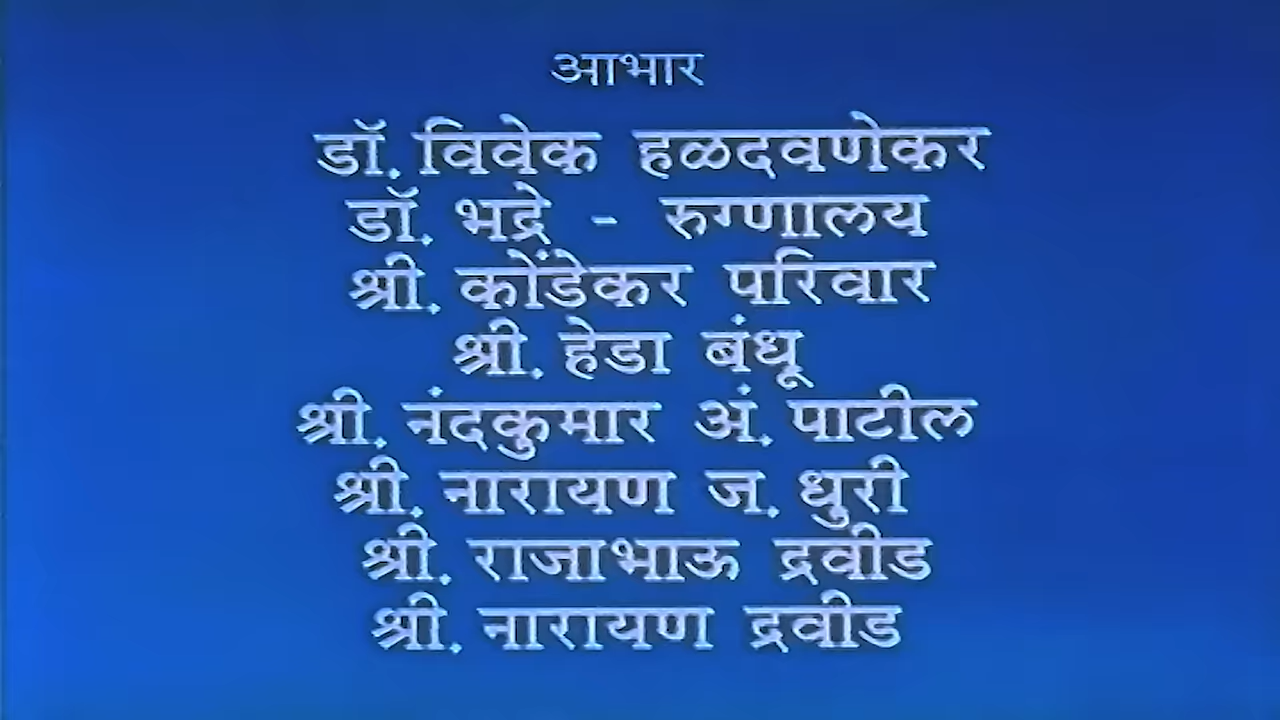 आभार
डॉ. विवेक हळदवणेकर
डॉ. भद्रे - रुग्णालय
श्री. कोंडेकर परिवार
श्री. हेडा बंधू
श्री. नंदकुमार अं. पाटील
श्री. नारायण ज. धुरी
श्री. राजाभाऊ द्रवीड
श्री. नारायण द्रवीड